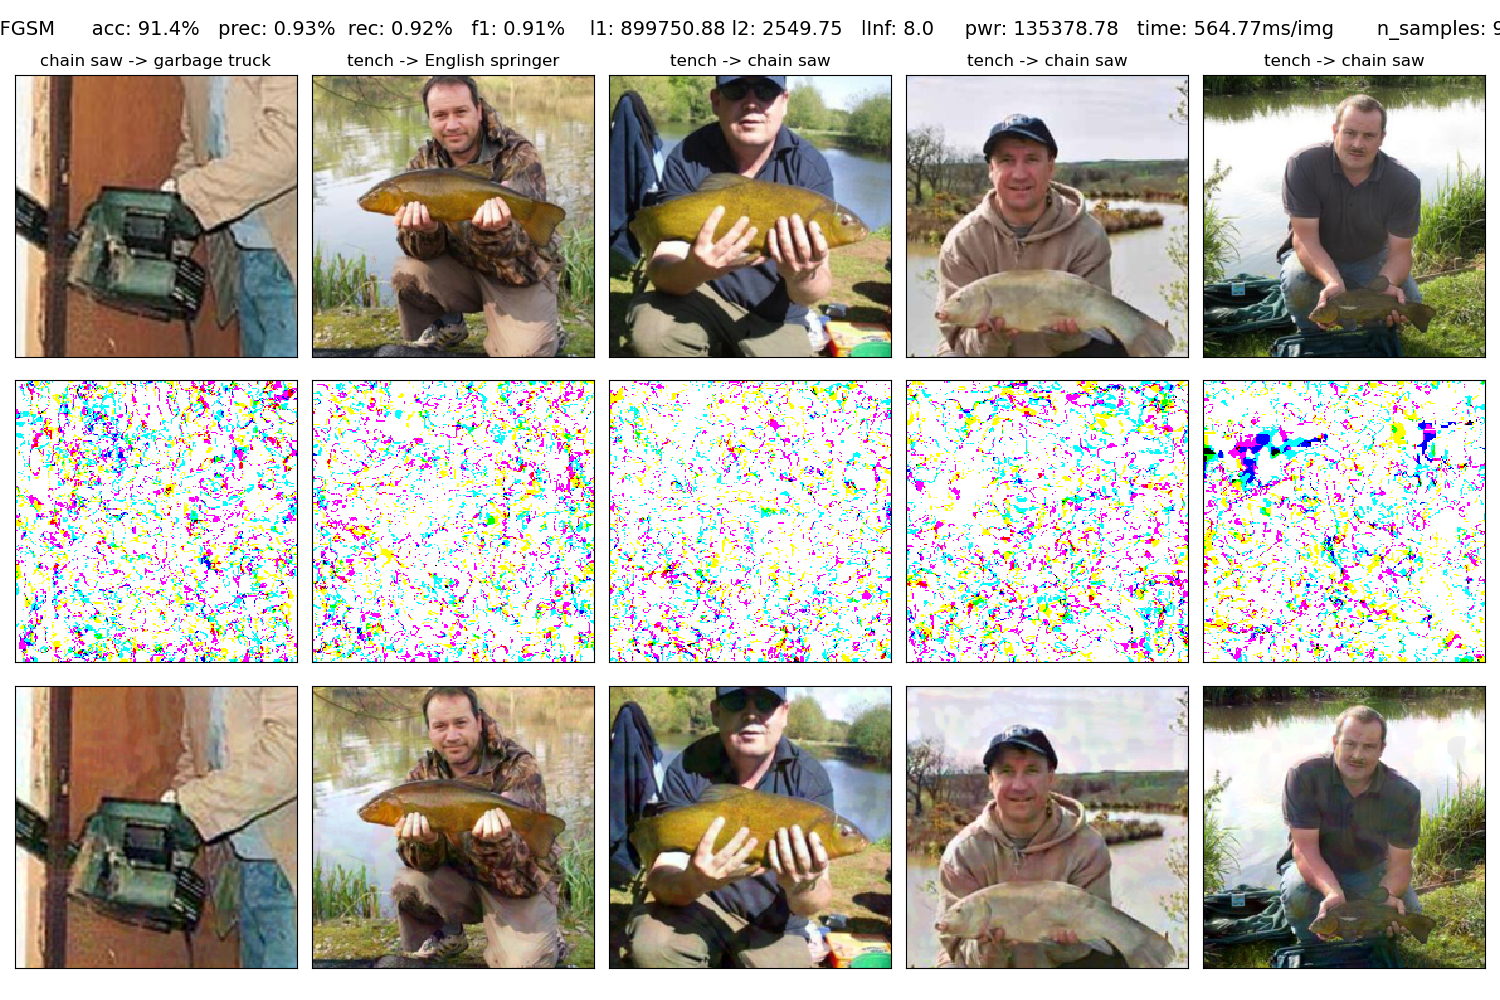 FGSM acc: 91.4% prec: 0.93% rec: 0.92% f1: 0.91% l1: 899750.88 l2: 2549.75 lInf: 8.0 pwr: 135378.78 time: 564.77ms/img n_samples: 9
chain saw -> garbage truck
tench -> English springer
tench -> chain saw
tench -> chain saw
tench -> chain saw